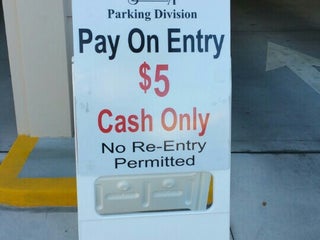 Parking Division
Pay On Entry
$5
Cash Only
No Re-Entry
Permitted